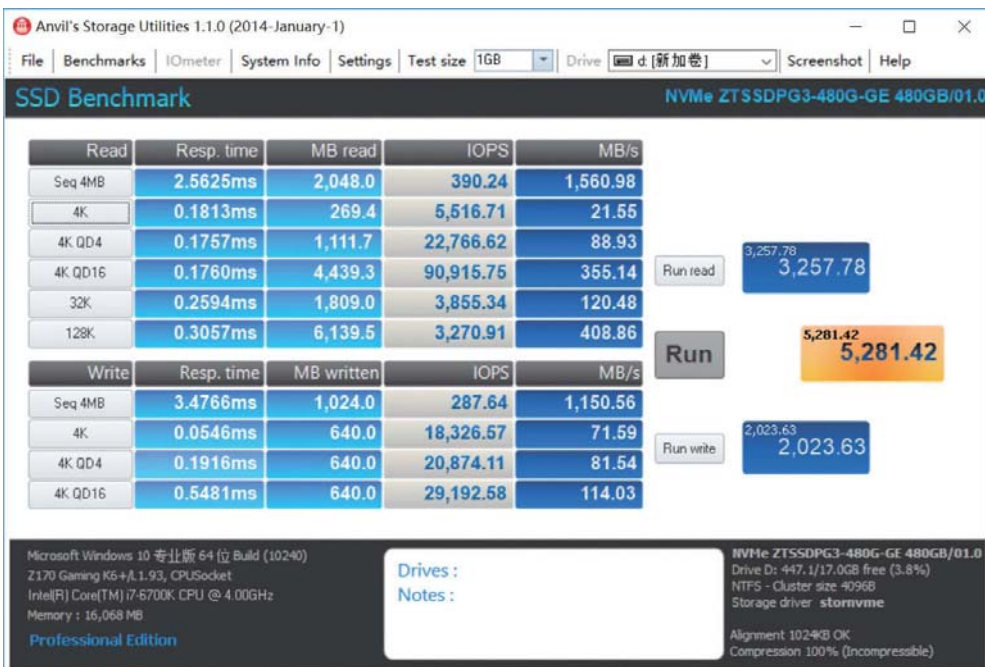 Anvil's Storage Utilities 1.1.0 (2014-January-1)
File Benchmarks IOmeter System Info Settings Test size 1GB Drive d: [新加卷] Screenshot Help
SSD Benchmark NVMe ZTSSDPG3-480G-GE 480GB/01.0
Read Resp. time MB read IOPS MB/s
Seq 4MB 2.5625ms 2,048.0 390.24 1,560.98
4K 0.1813ms 269.4 5,516.71 21.55
4K QD4 0.1757ms 1,111.7 22,766.62 88.93
4K QD16 0.1760ms 4,439.3 90,915.75 355.14
32K 0.2594ms 1,809.0 3,855.34 120.48
128K 0.3057ms 6,139.5 3,270.91 408.86
Run read 3,257.78
3,257.78
Run 5,281.42
5,281.42
Write Resp. time MB written IOPS MB/s
Seq 4MB 3.4766ms 1,024.0 287.64 1,150.56
4K 0.0546ms 640.0 18,326.57 71.59
4K QD4 0.1916ms 640.0 20,874.11 81.54
4K QD16 0.5481ms 640.0 29,192.58 114.03
Run write 2,023.63
2,023.63
Microsoft Windows 10 专业版 64 位 Build (10240)
Z170 Gaming K6+/L1.93, CPUSocket
Intel(R) Core(TM) i7-6700K CPU @ 4.00GHz
Memory : 16,068 MB
Professional Edition
Drives :
Notes :
NVMe ZTSSDPG3-480G-GE 480GB/01.0
Drive D: 447.1/17.0GB free (3.8%)
NTFS - Cluster size 4096B
Storage driver stornvme
Alignment 1024KB OK
Compression 100% (Incompressible)